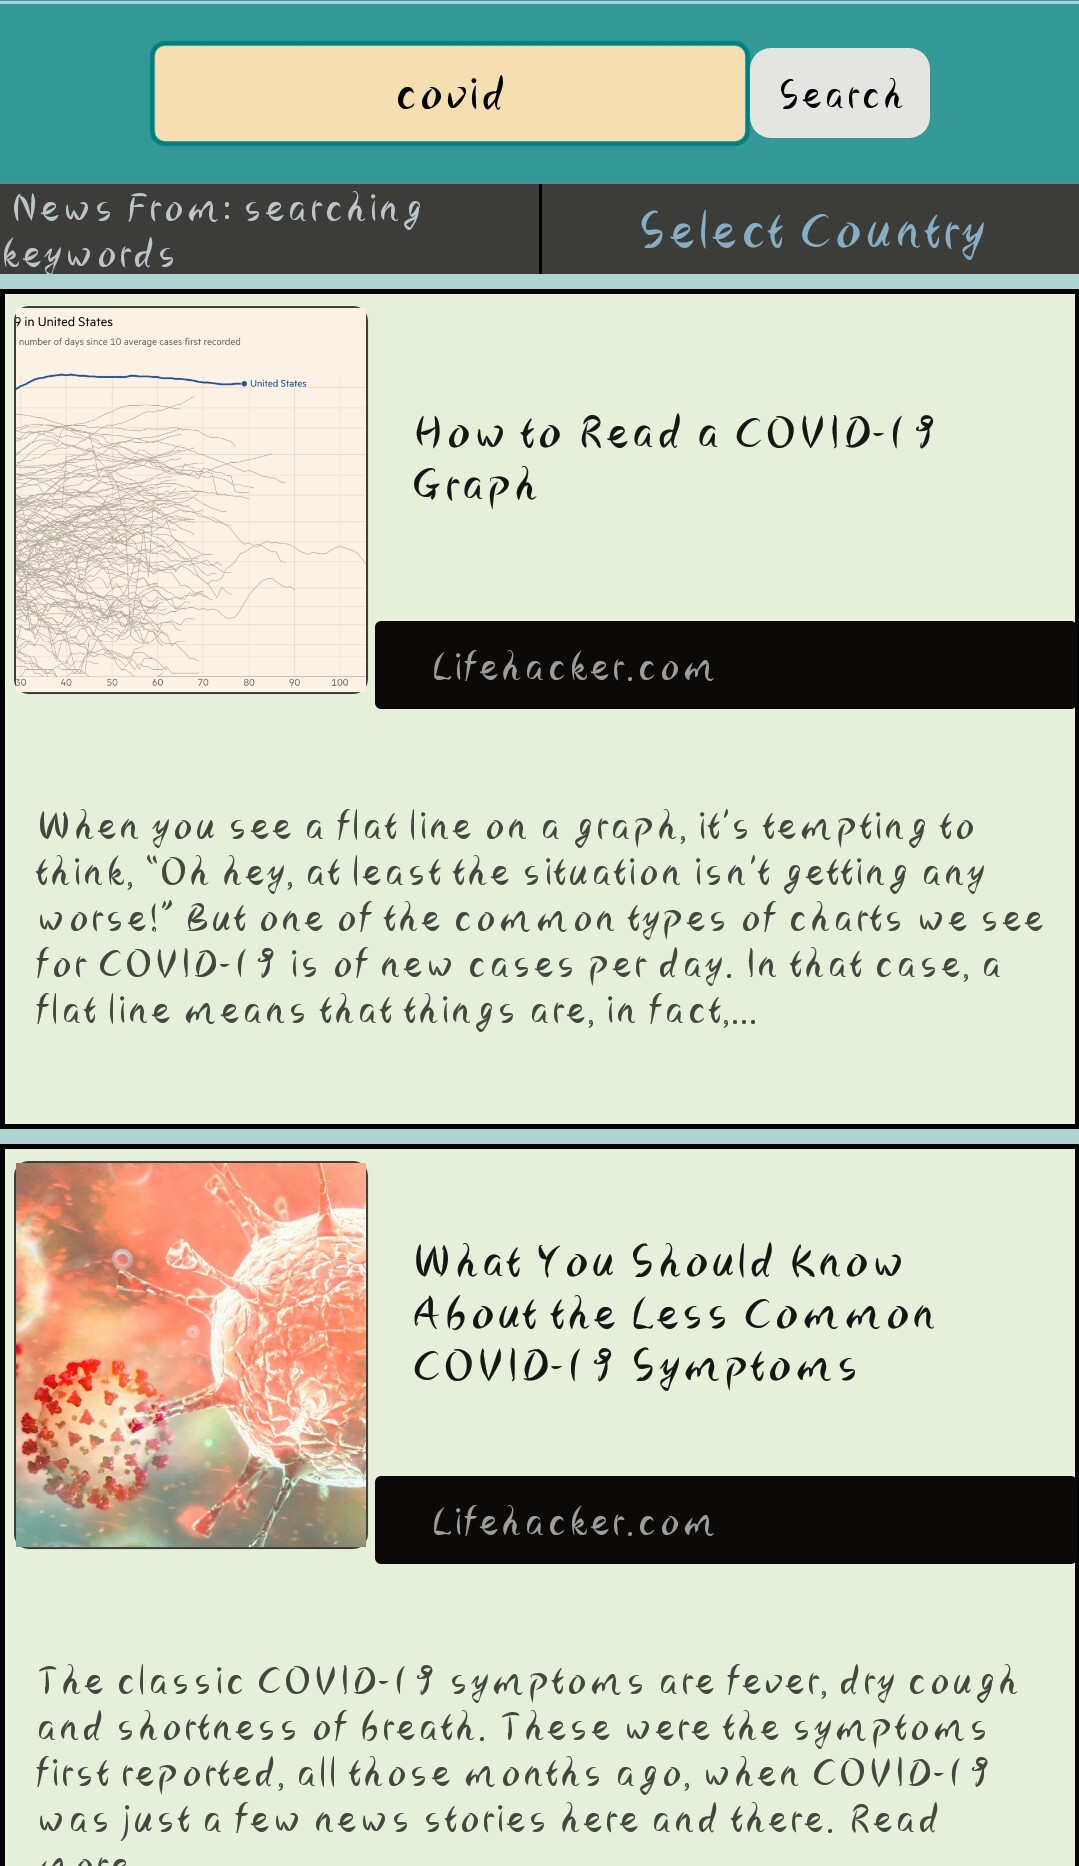 covid
Search
News From: searching
keywords
Select Country
9 in United States
number of days since 10 average cases first recorded
United States
30 40 50 60 70 80 90 100
How to Read a COVID-19
Graph
Lifehacker.com
When you see a flat line on a graph, it's tempting to
think, “Oh hey, at least the situation isn't getting any
worse!” But one of the common types of charts we see
for COVID-19 is of new cases per day. In that case, a
flat line means that things are, in fact,...
What You Should Know
About the Less Common
COVID-19 Symptoms
Lifehacker.com
The classic COVID-19 symptoms are fever, dry cough
and shortness of breath. These were the symptoms
first reported, all those months ago, when COVID-19
was just a few news stories here and there. Read
more